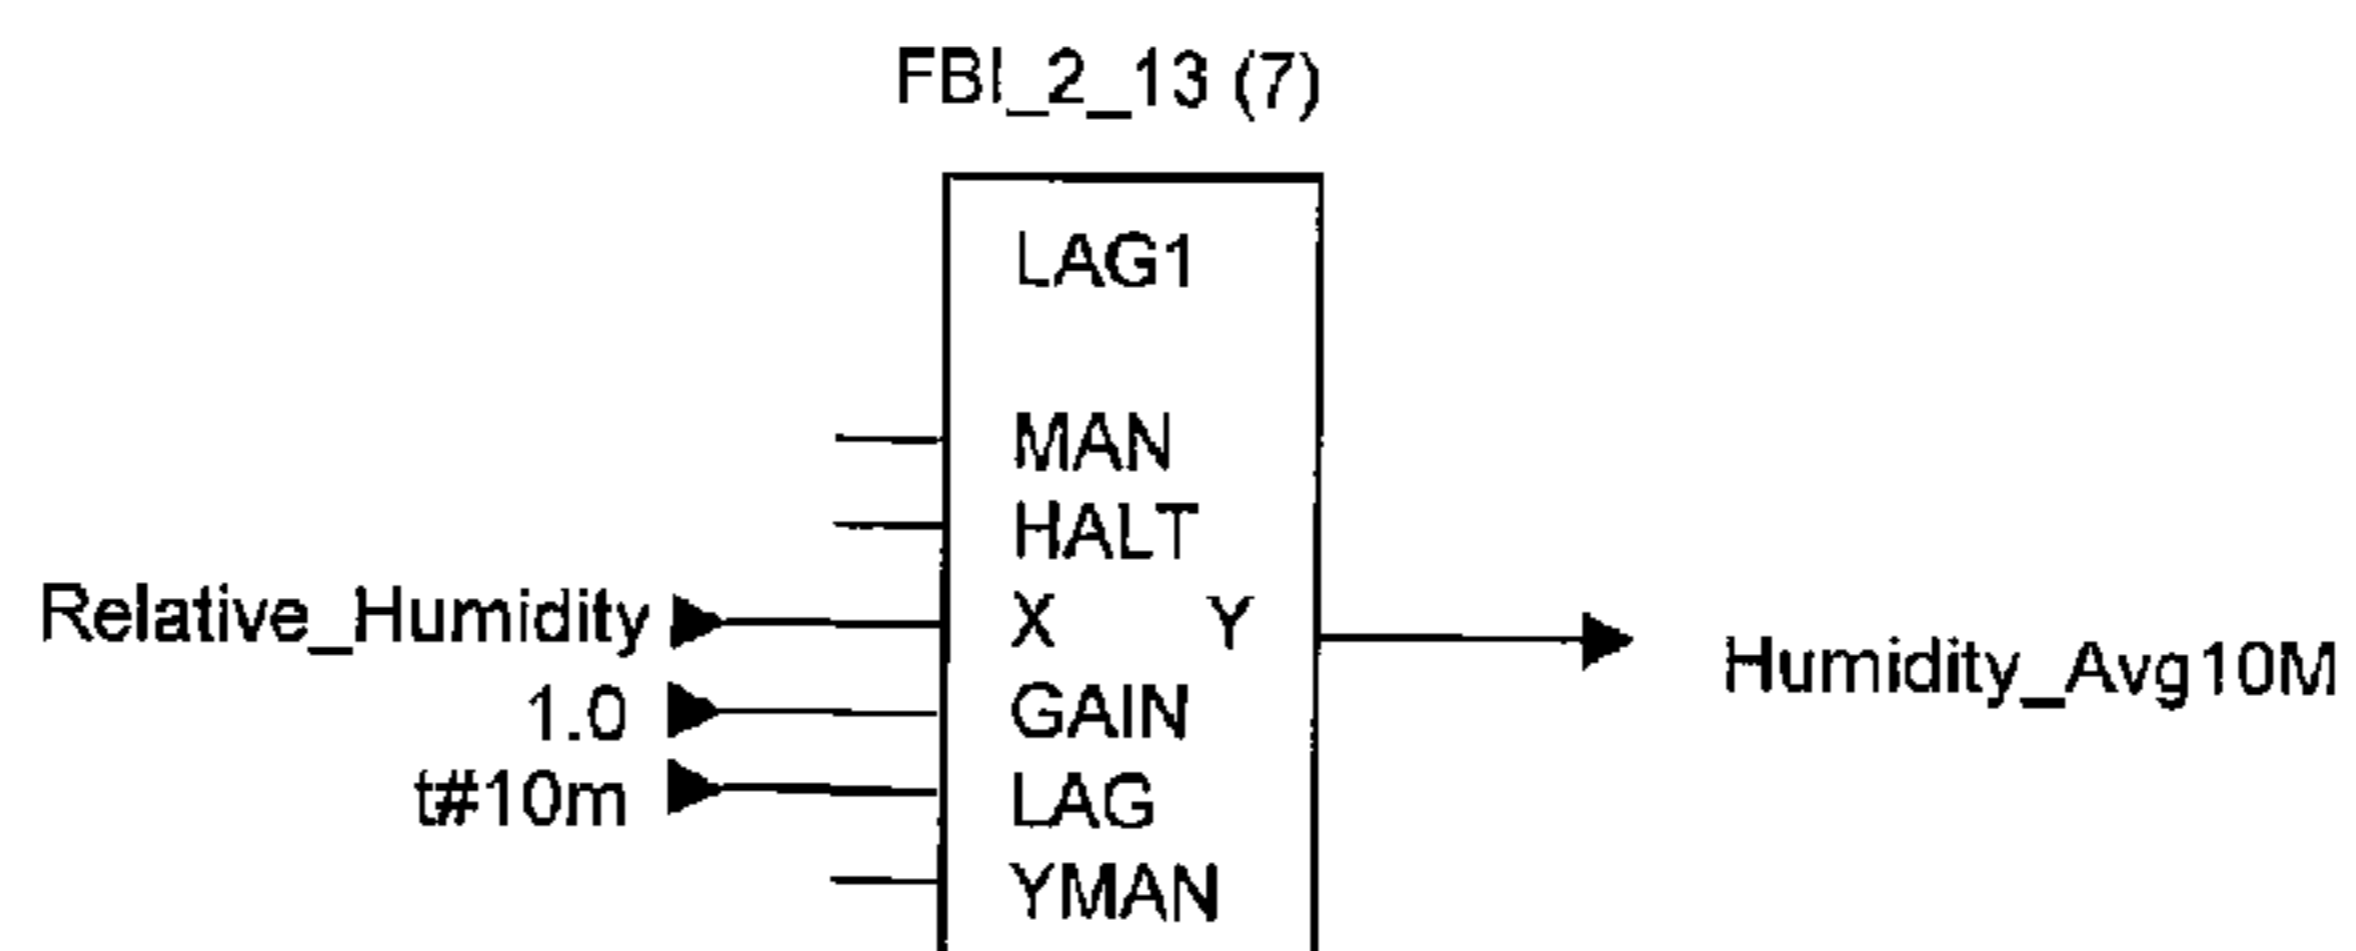 FBI_2_13 (7)
LAG1
MAN
HALT
Relative_Humidity X Y Humidity_Avg10M
1.0 GAIN
t#10m LAG
YMAN